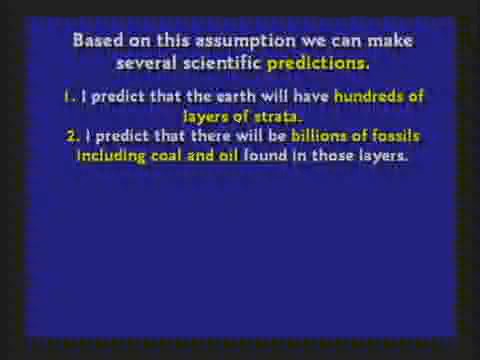 Based on this assumption we can make
several scientific predictions.
1. I predict that the earth will have hundreds of
layers of strata.
2. I predict that there will be billions of fossils
including coal and oil found in those layers.